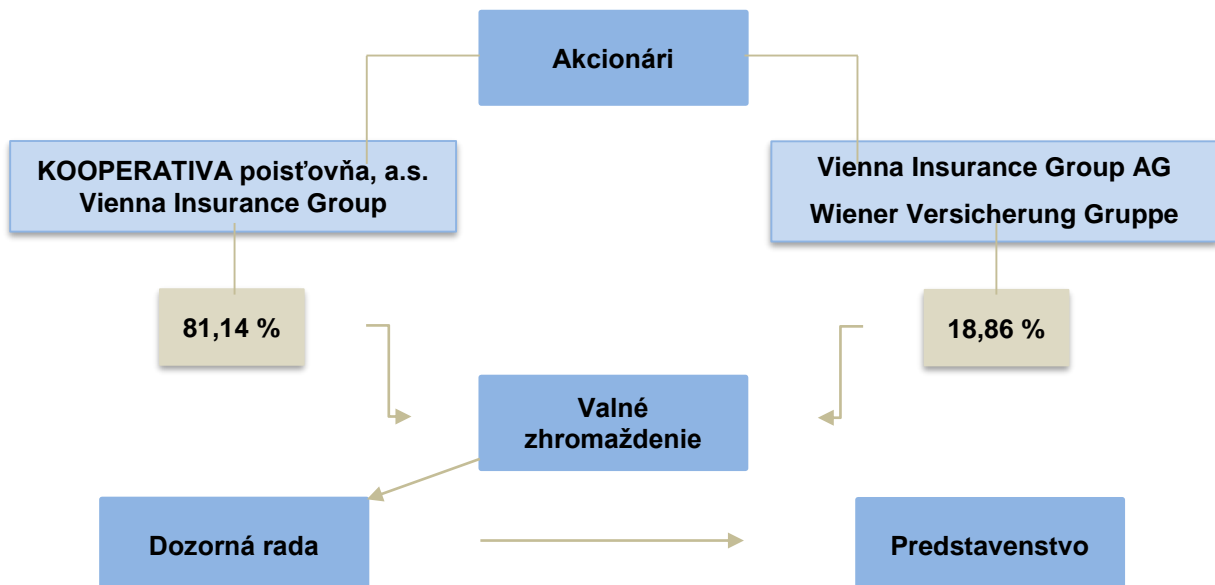 Akcionári
KOOPERATIVA poisťovňa, a.s.
Vienna Insurance Group
Vienna Insurance Group AG
Wiener Versicherung Gruppe
81,14 %
18,86 %
Valné
zhromaždenie
Dozorná rada
Predstavenstvo